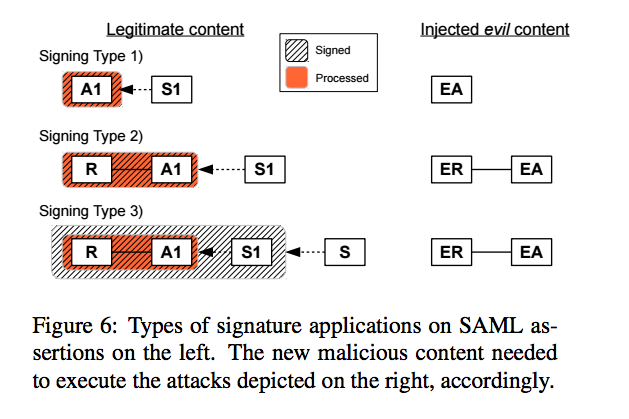 Legitimate content
Injected evil content
Signing Type 1)
Signed
Processed
A1
S1
EA
Signing Type 2)
R
A1
S1
ER
EA
Signing Type 3)
R
A1
S1
S
ER
EA
Figure 6: Types of signature applications on SAML as-
sertions on the left. The new malicious content needed
to execute the attacks depicted on the right, accordingly.